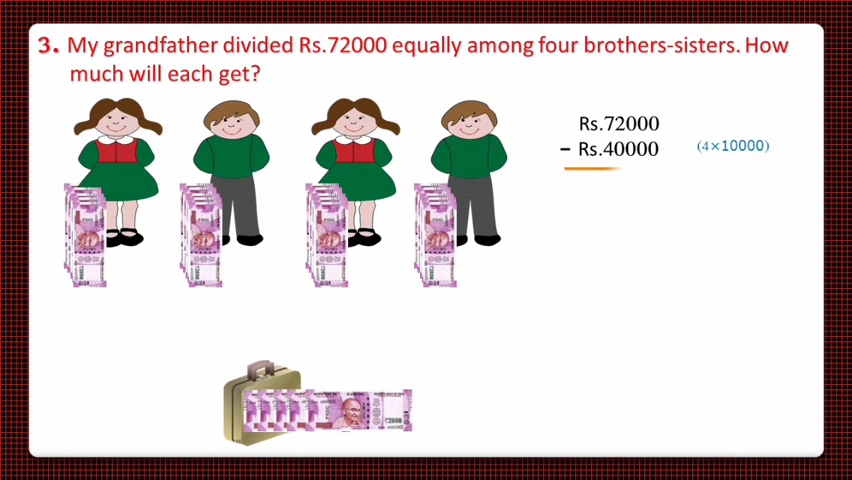 3. My grandfather divided Rs.72000 equally among four brothers-sisters. How
much will each get?
Rs.72000
– Rs.40000 (4×10000)